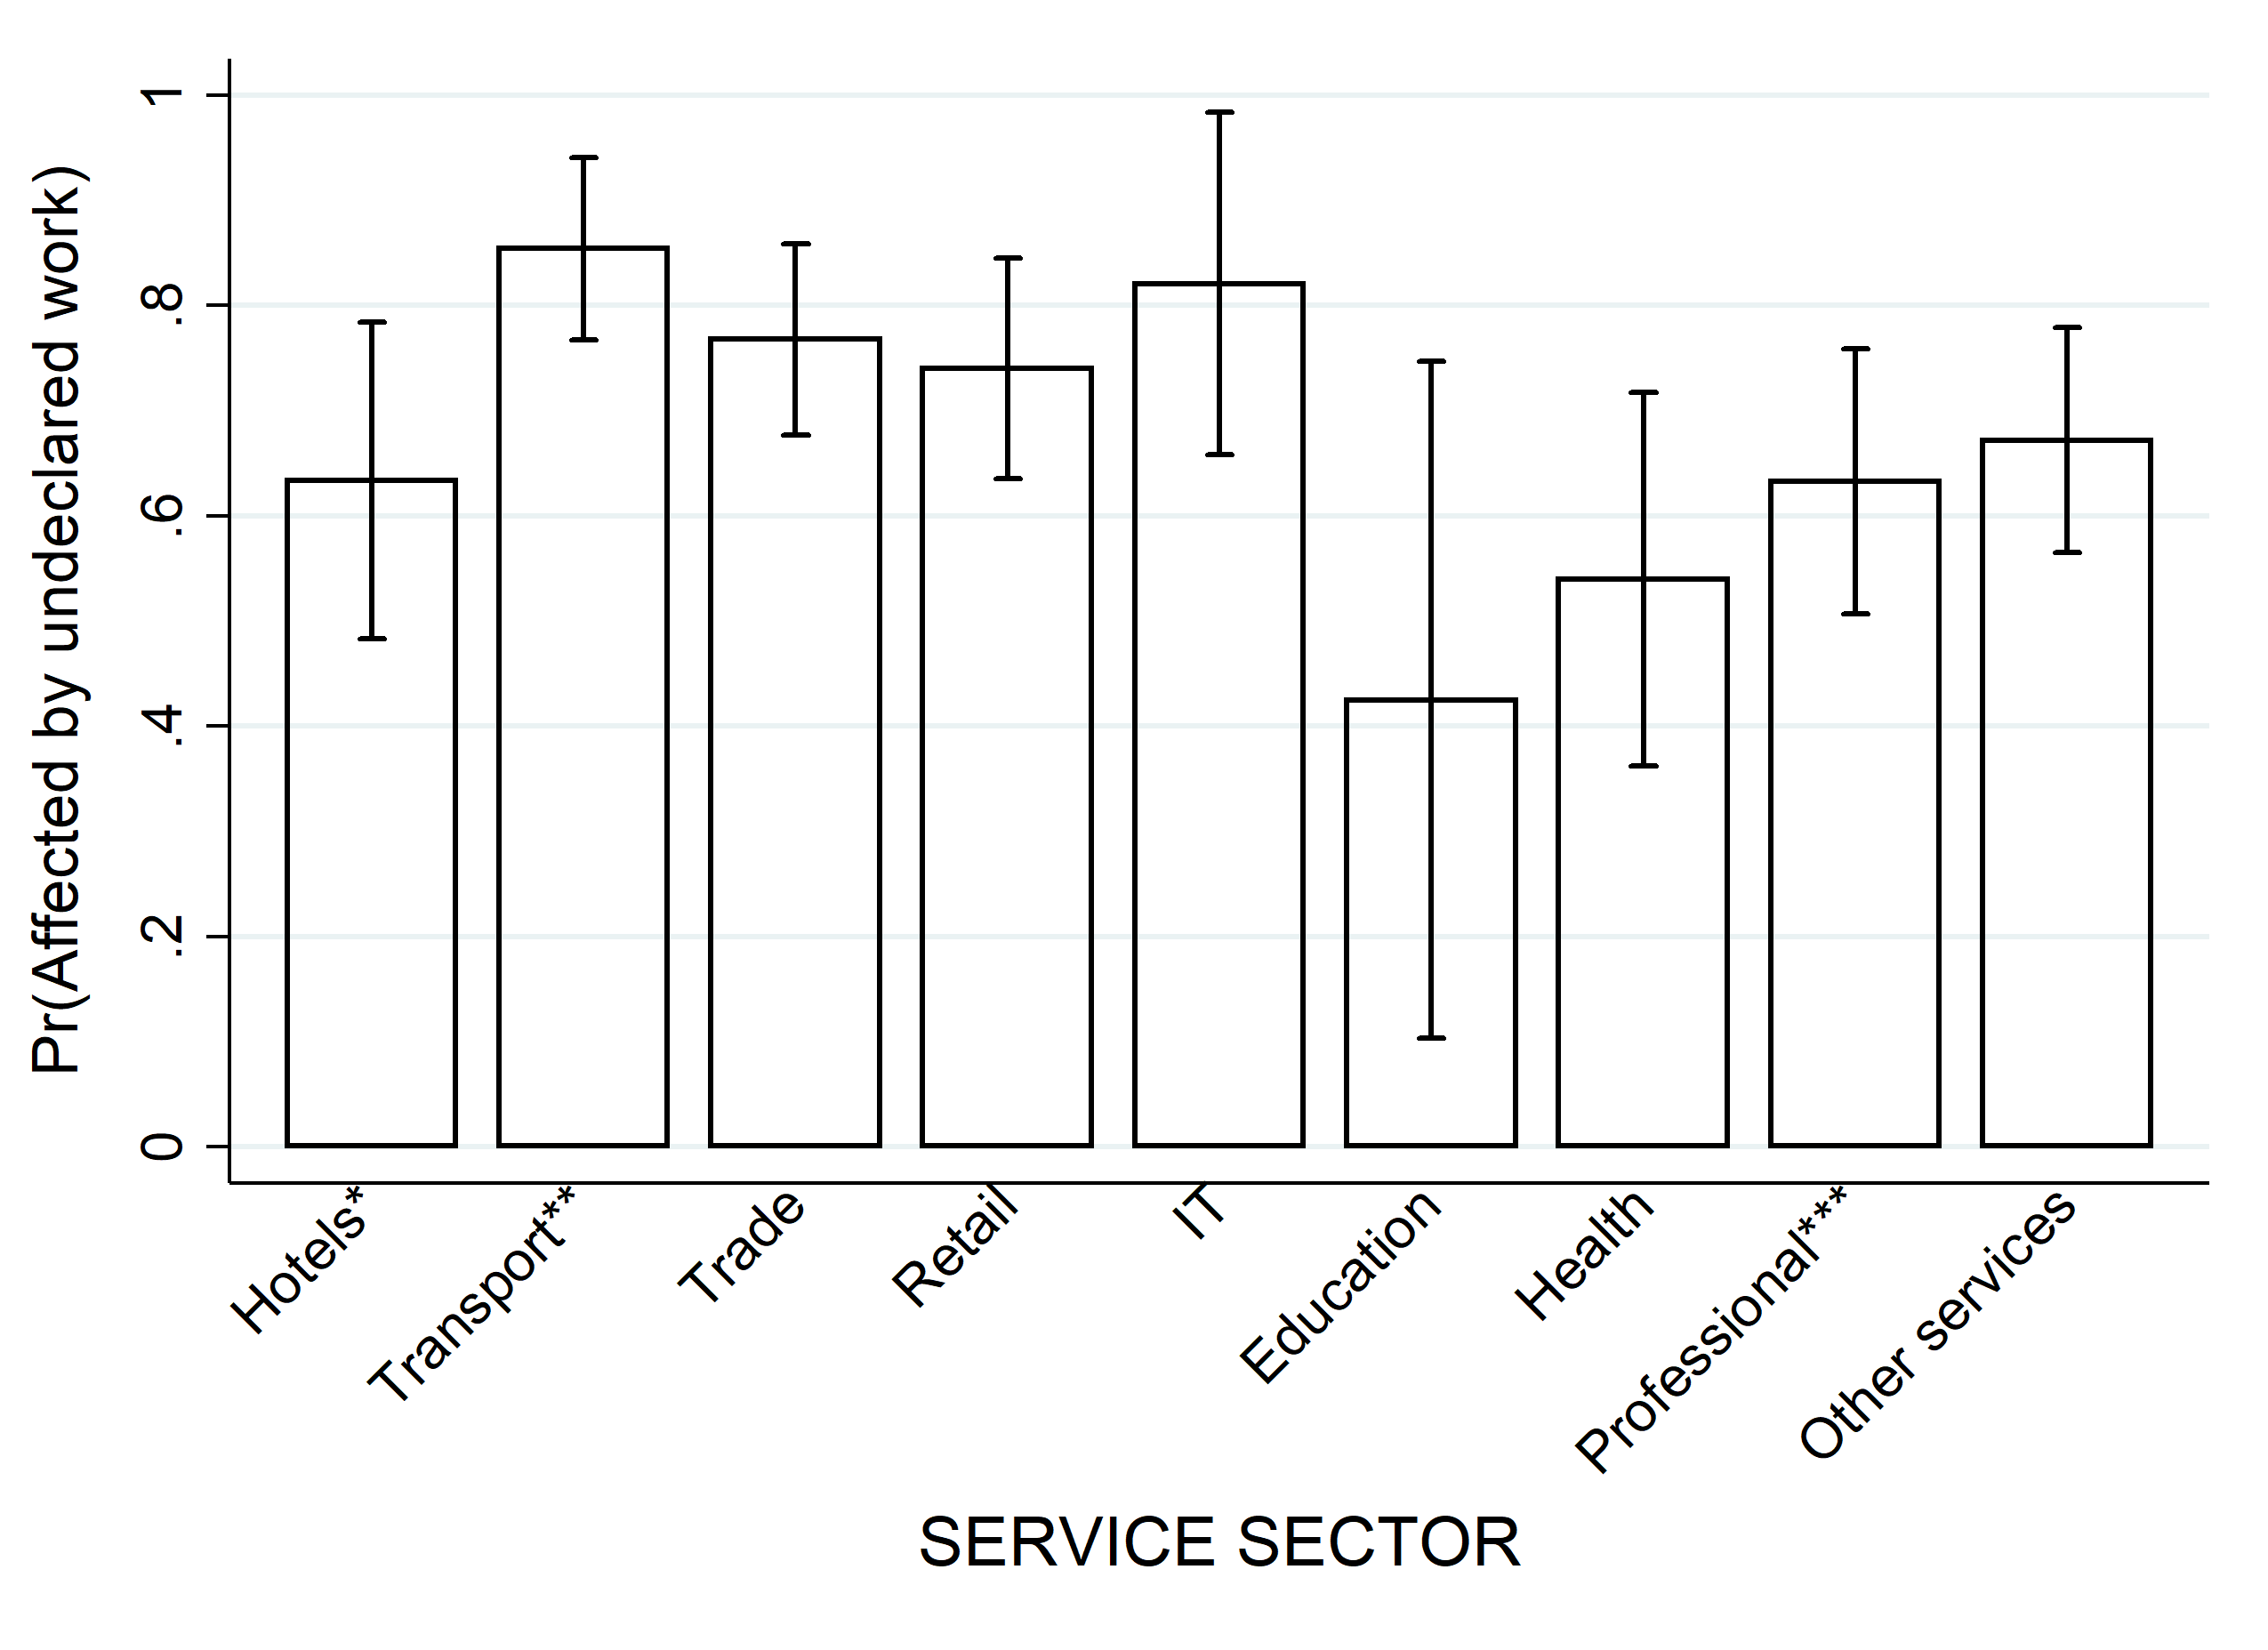 Pr(Affected by undeclared work)
1
.8
.6
.4
.2
0
Hotels*
Transport**
Trade
Retail
IT
Education
Health
Professional***
Other services
SERVICE SECTOR